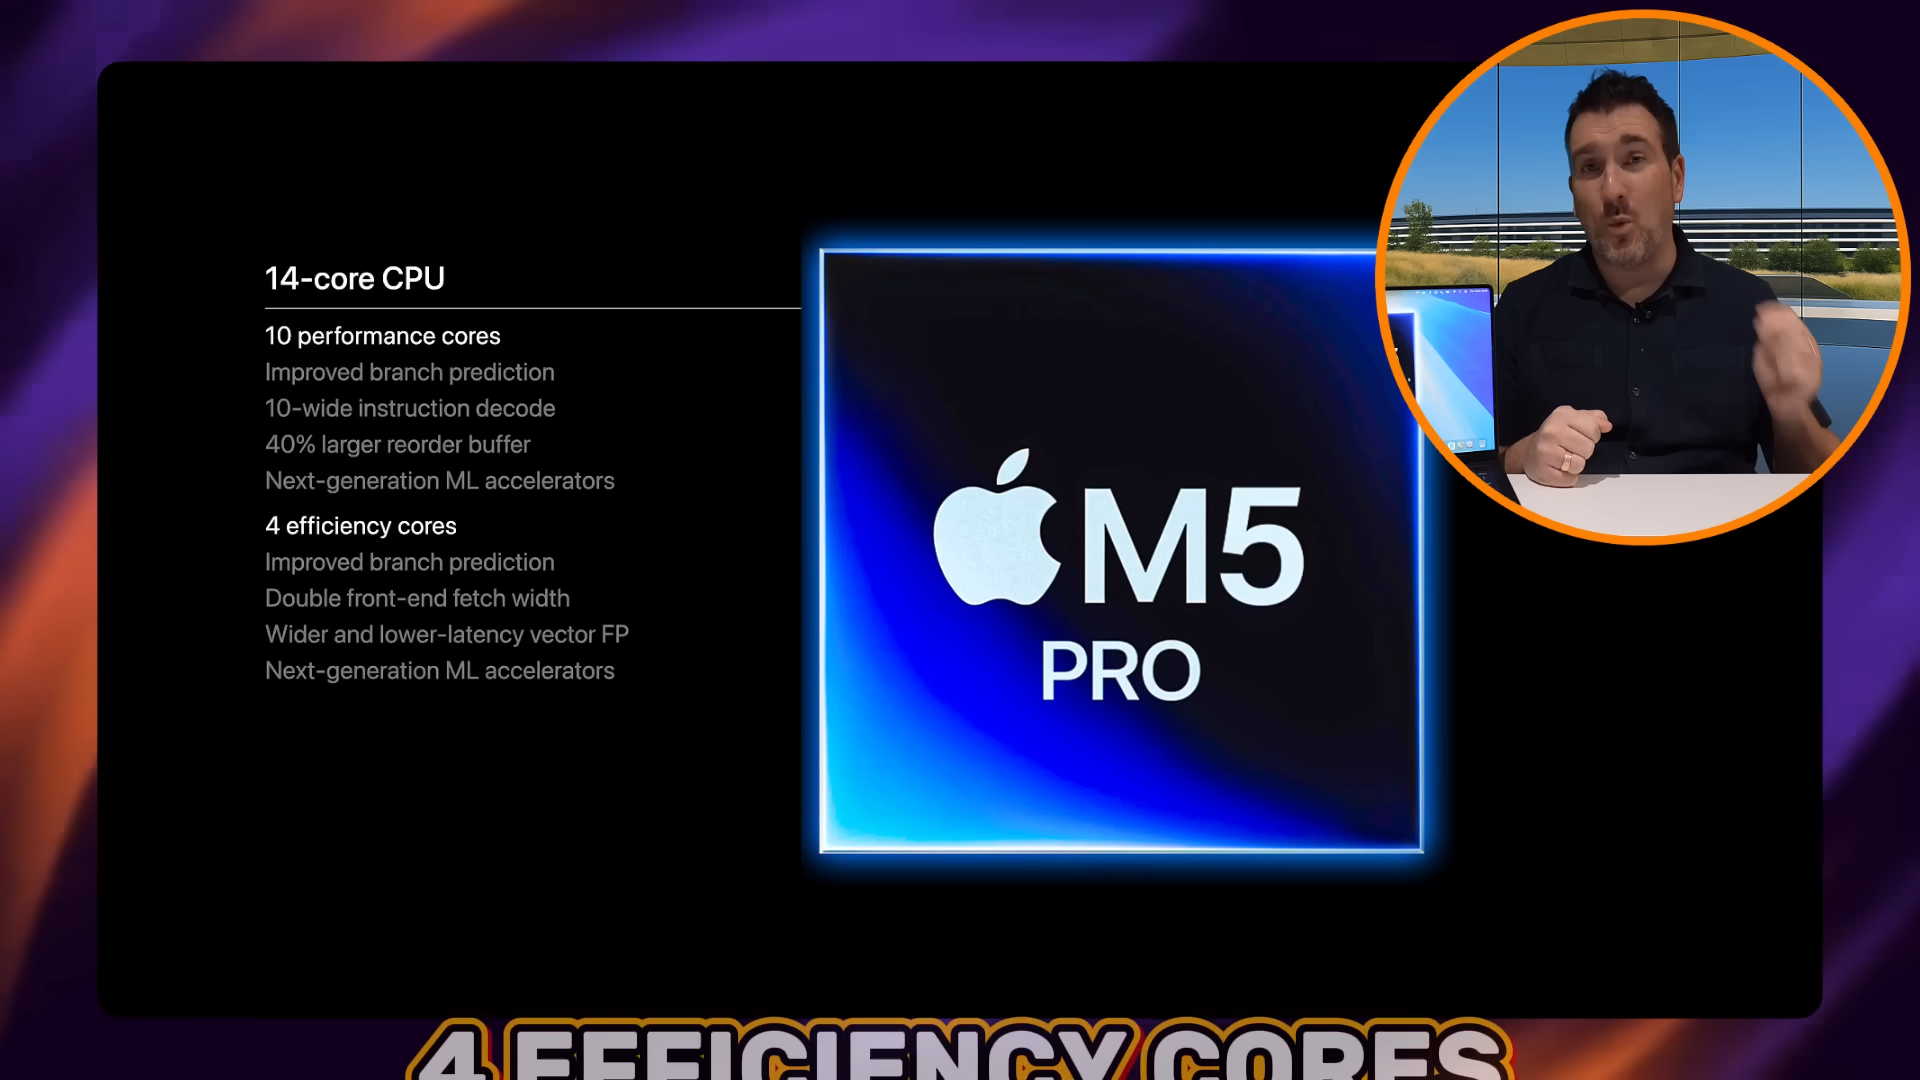 14-core CPU
10 performance cores
Improved branch prediction
10-wide instruction decode
40% larger reorder buffer
Next-generation ML accelerators
4 efficiency cores
Improved branch prediction
Double front-end fetch width
Wider and lower-latency vector FP
Next-generation ML accelerators
M5
PRO
4 EFFICIENCY CORES